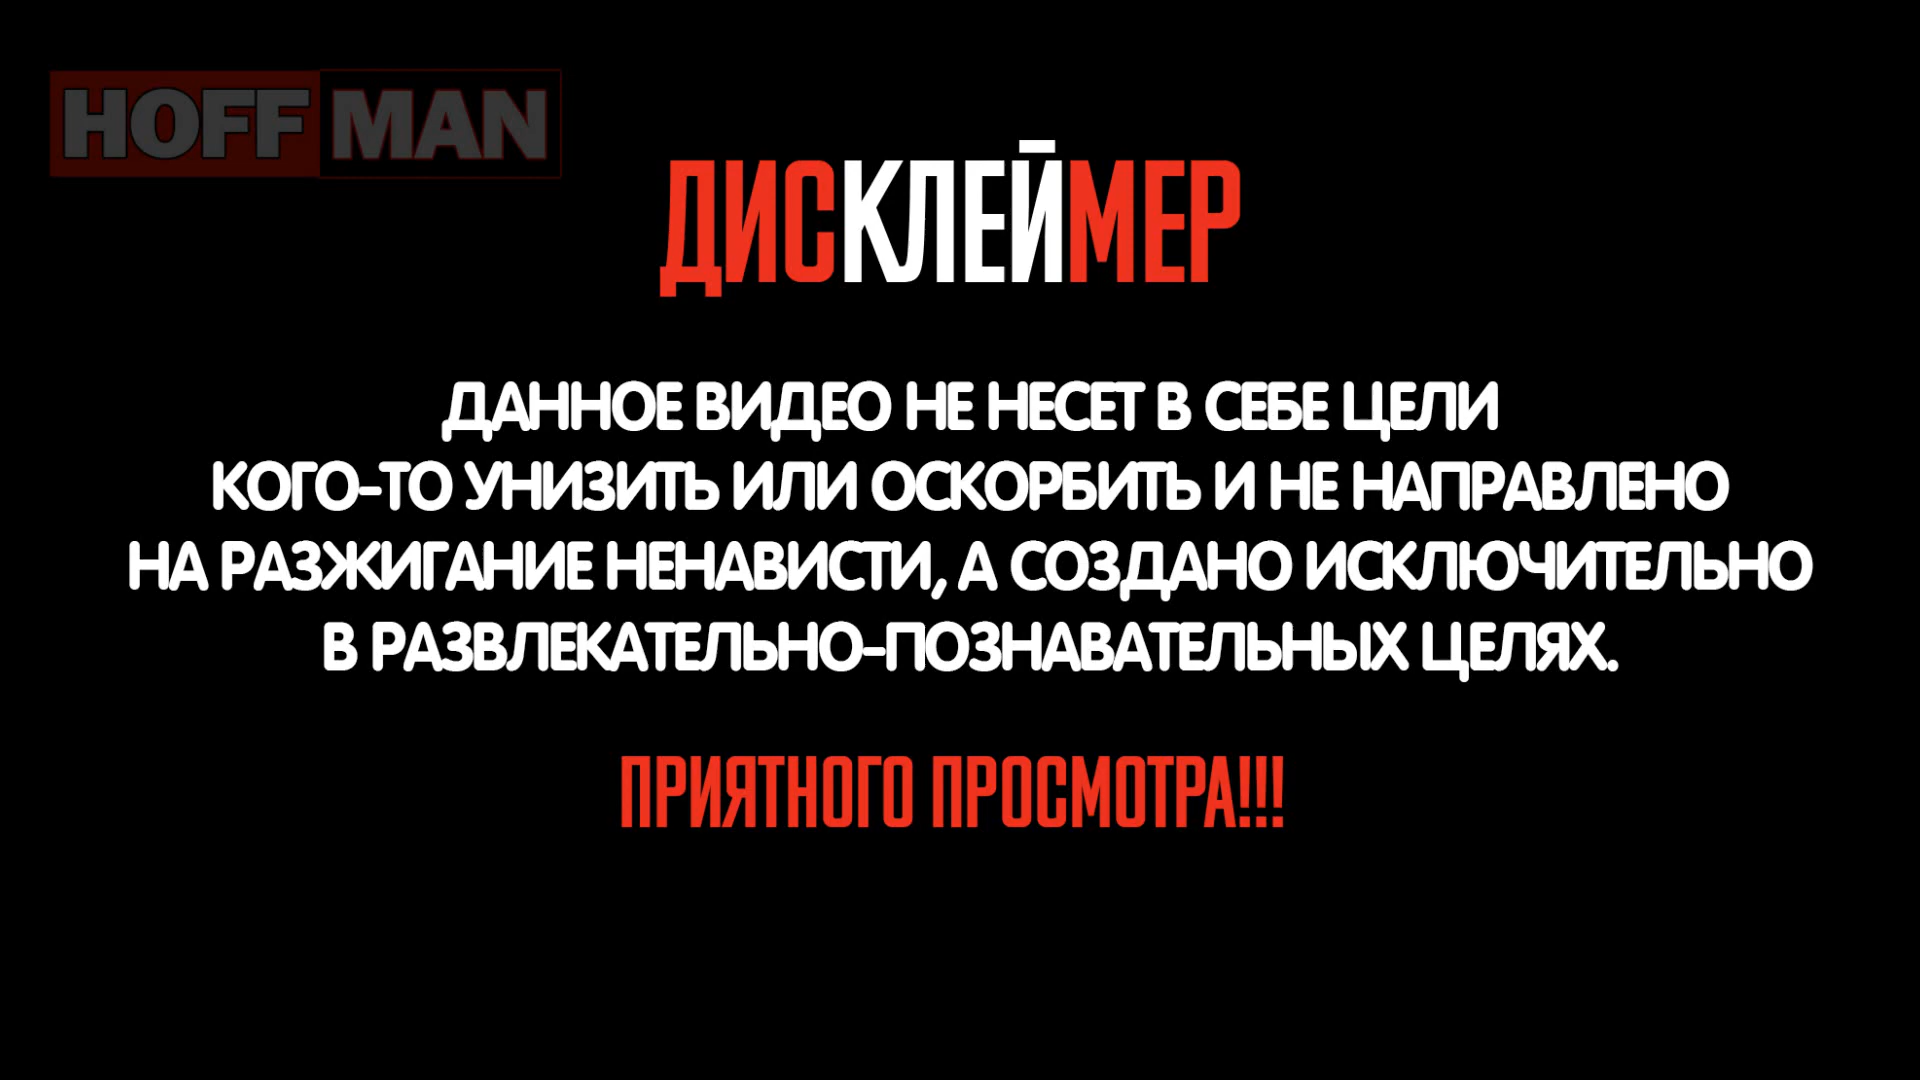 HOFF MAN
ДИСКЛЕЙМЕР
ДАННОЕ ВИДЕО НЕ НЕСЕТ В СЕБЕ ЦЕЛИ
КОГО-ТО УНИЗИТЬ ИЛИ ОСКОРБИТЬ И НЕ НАПРАВЛЕНО
НА РАЗЖИГАНИЕ НЕНАВИСТИ, А СОЗДАНО ИСКЛЮЧИТЕЛЬНО
В РАЗВЛЕКАТЕЛЬНО-ПОЗНАВАТЕЛЬНЫХ ЦЕЛЯХ.
ПРИЯТНОГО ПРОСМОТРА!!!